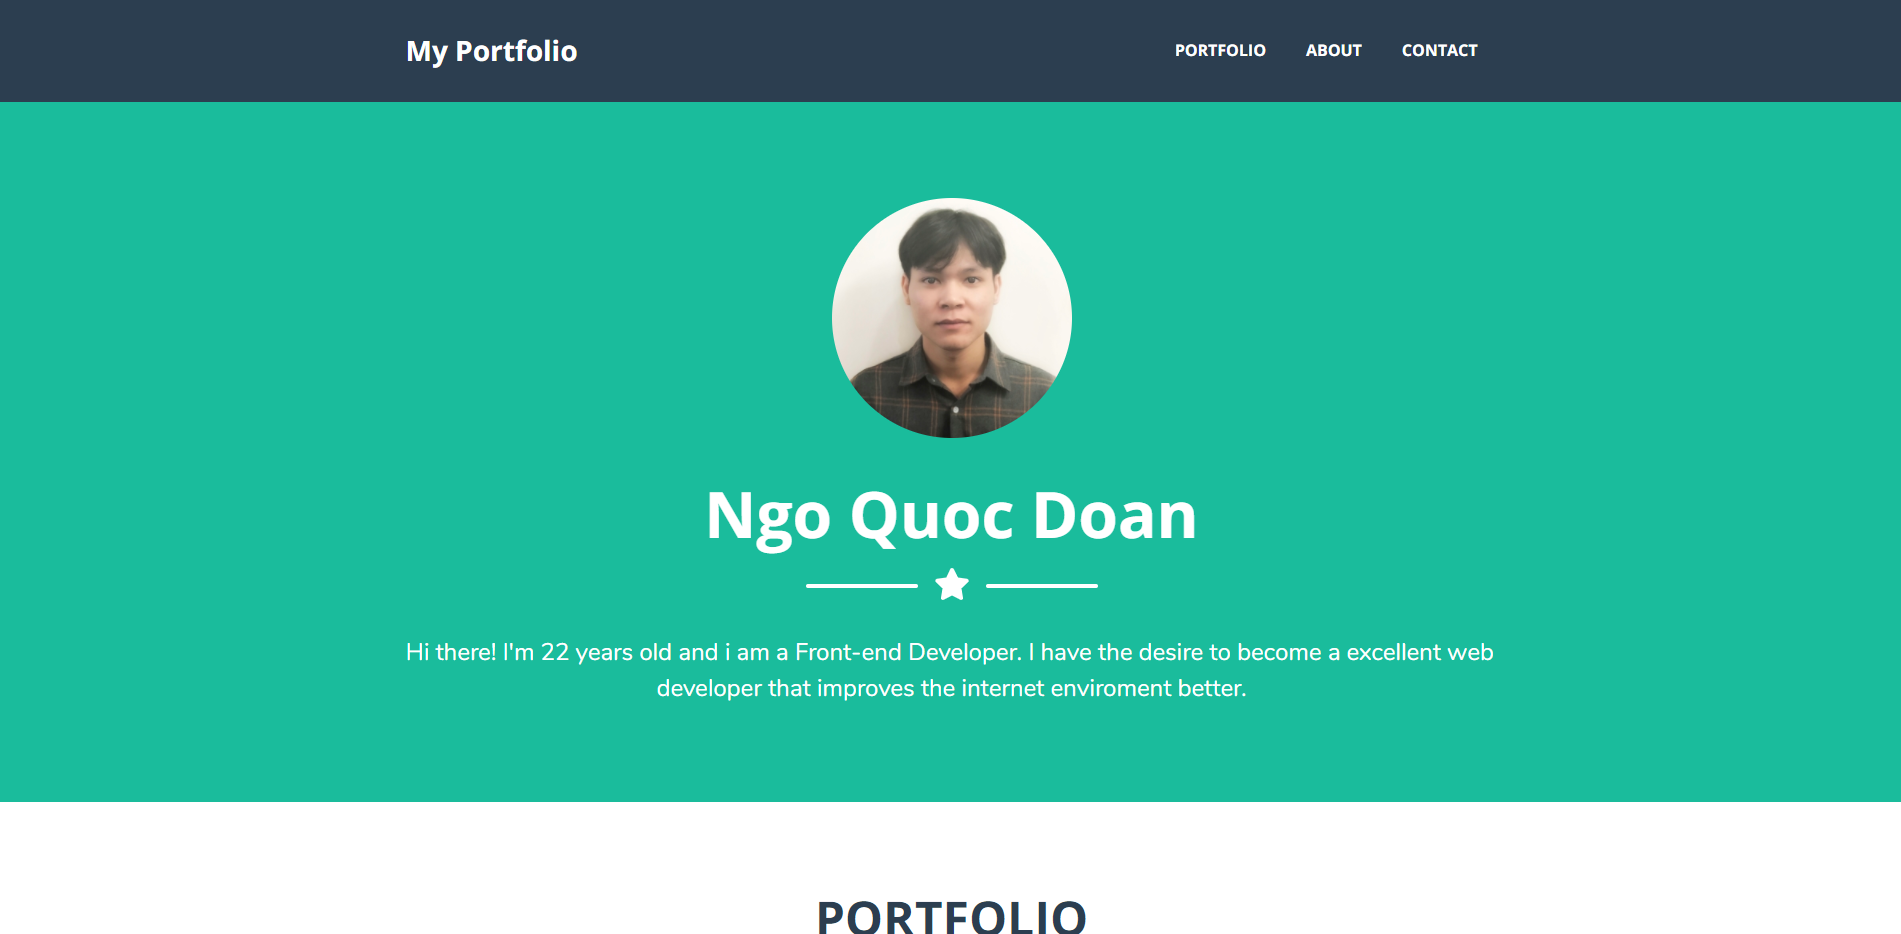 My Portfolio
PORTFOLIO ABOUT CONTACT
Ngo Quoc Doan
Hi there! I'm 22 years old and i am a Front-end Developer. I have the desire to become a excellent web
developer that improves the internet enviroment better.
PORTFOLIO